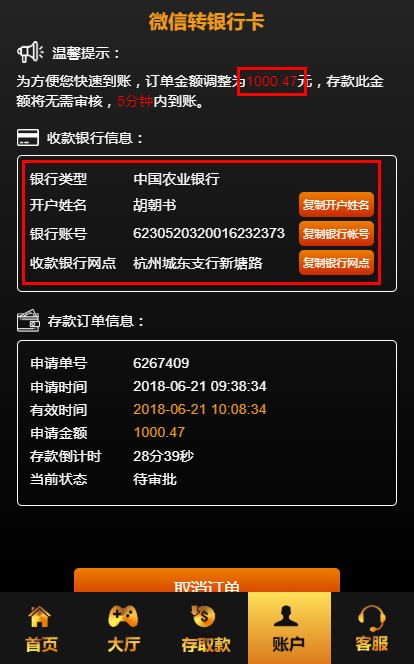 微信转银行卡
温馨提示：
为方便您快速到账，订单金额调整为1000.47元，存款此金
额将无需审核，5分钟内到账。
收款银行信息：
银行类型 中国农业银行
开户姓名 胡朝书 复制开户姓名
银行账号 6230520320016232373 复制银行帐号
收款银行网点 杭州城东支行新塘路 复制银行网点
存款订单信息：
申请单号 6267409
申请时间 2018-06-21 09:38:34
有效时间 2018-06-21 10:08:34
申请金额 1000.47
存款倒计时 28分39秒
当前状态 待审批
取消订单
首页 大厅 存取款 账户 客服